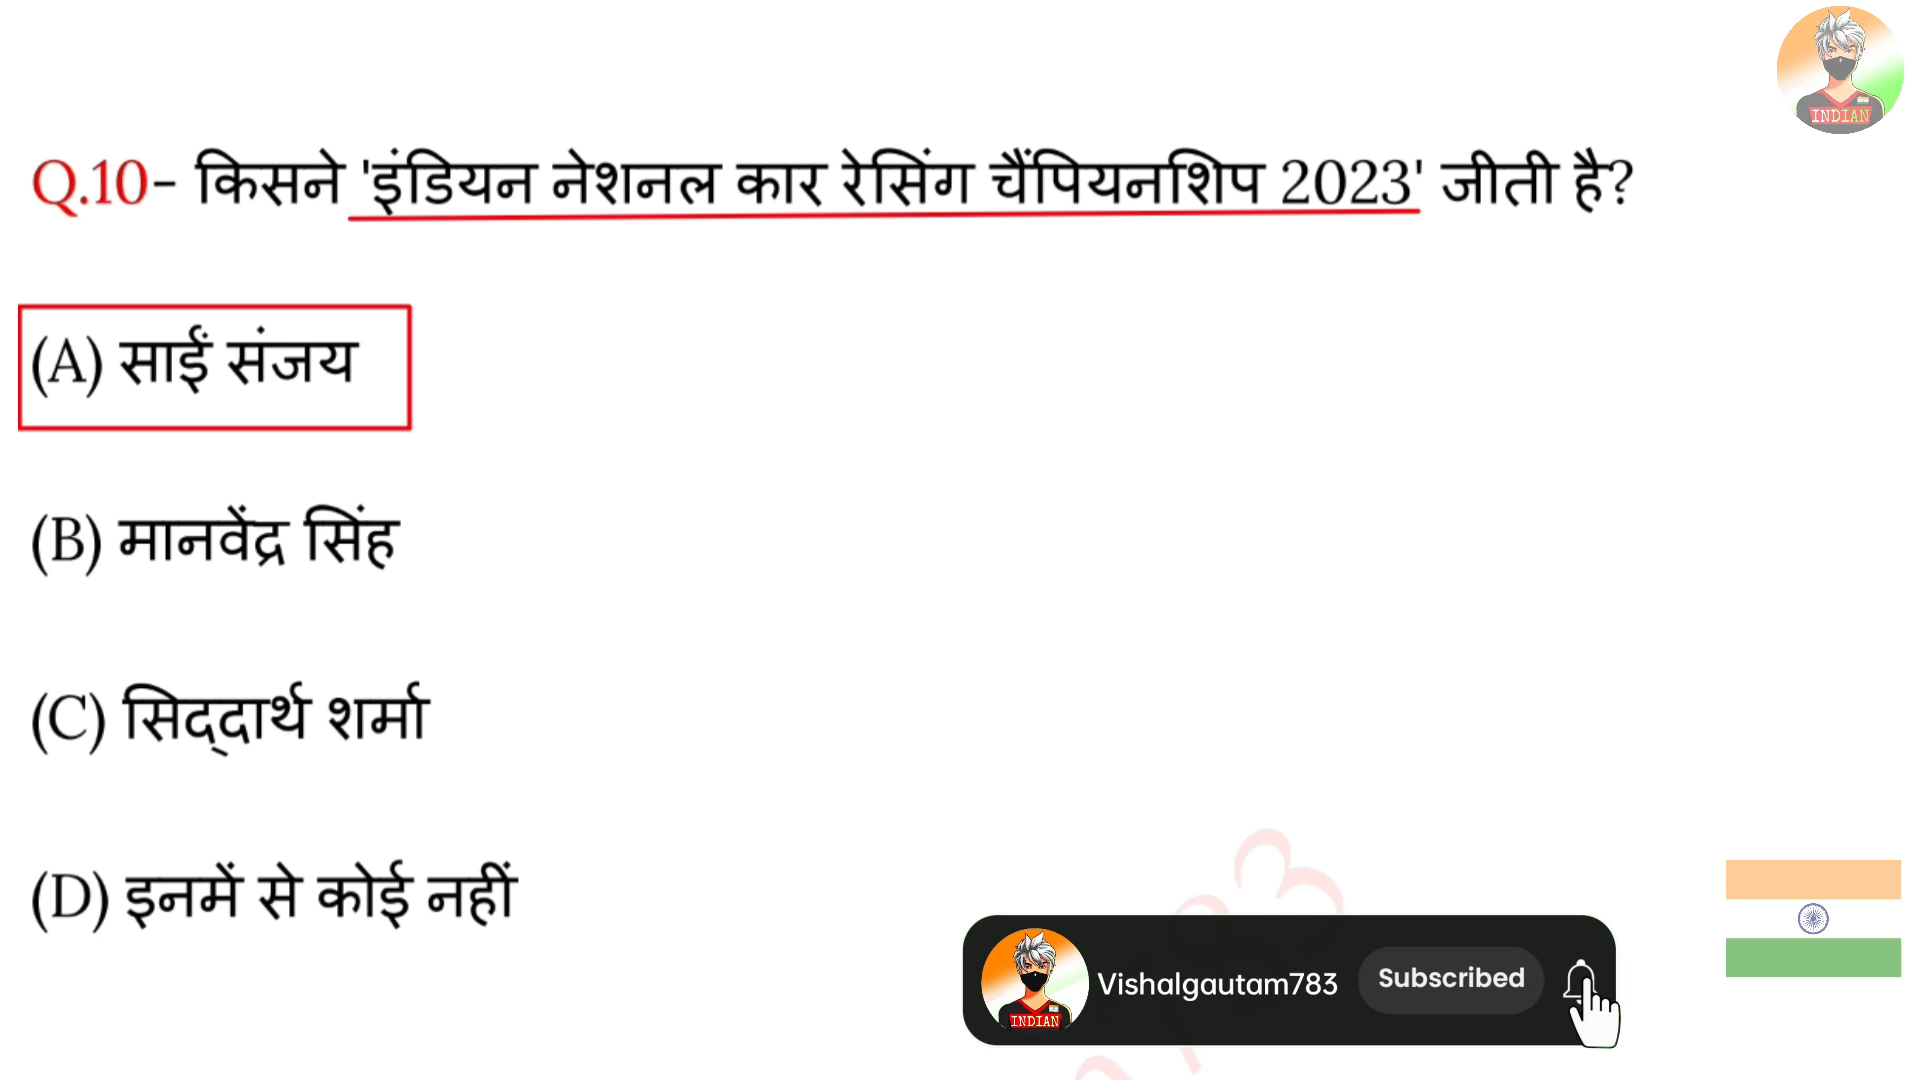 INDIAN
Q.10- किसने 'इंडियन नेशनल कार रेसिंग चैंपियनशिप 2023' जीती है?
(A) साईं संजय
(B) मानवेंद्र सिंह
(C) सिद्दार्थ शर्मा
(D) इनमें से कोई नहीं
Vishalgautam783 Subscribed
INDIAN